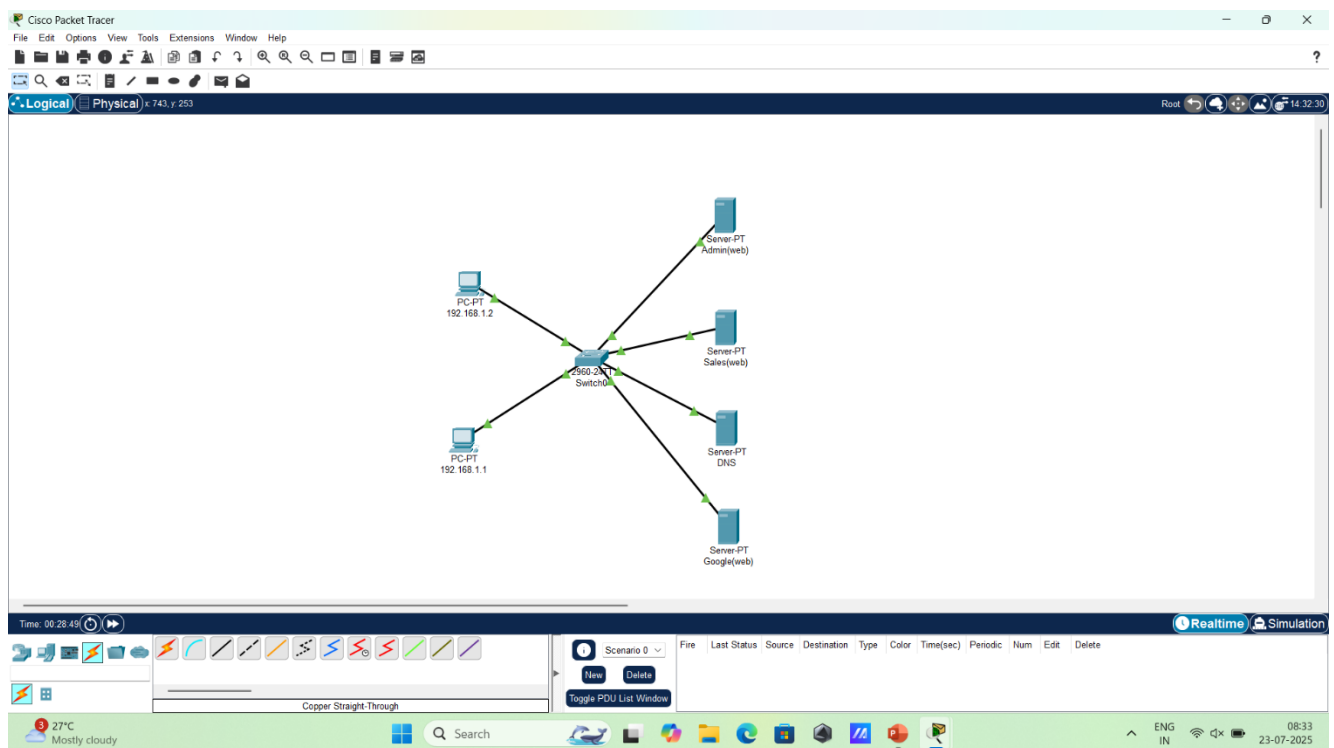 Cisco Packet Tracer
File Edit Options View Tools Extensions Window Help
?
Logical Physical x: 743, y: 253
Root 14:32:30
Server-PT
Admin(web)
PC-PT
192.168.1.2
Server-PT
Sales(web)
2960-24TT
Switch0
Server-PT
DNS
PC-PT
192.168.1.1
Server-PT
Google(web)
Time: 00:28:49
Realtime Simulation
Scenario 0
Fire Last Status Source Destination Type Color Time(sec) Periodic Num Edit Delete
New Delete
Toggle PDU List Window
Copper Straight-Through
3
27°C
Mostly cloudy
Search
ENG
IN
08:33
23-07-2025